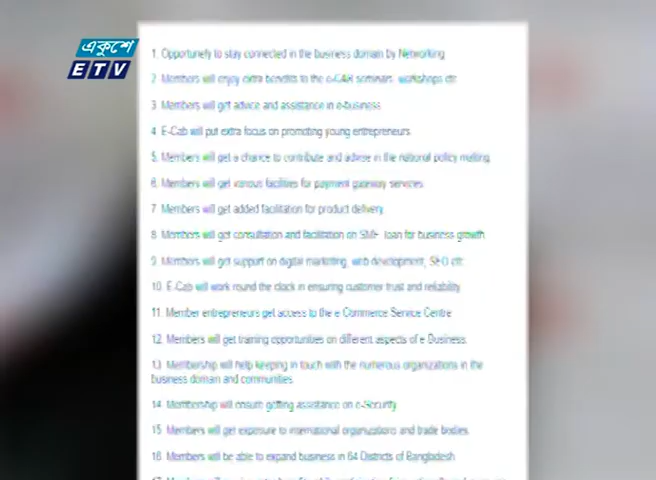 একুশে
ETV
1. Opportunety to stay connected in the business domain by Networking
2. Members will enjoy extra benefits to the e-CAB seminars, workshops etc
3. Members will get advice and assistance in e-business
4. E-Cab will put extra focus on promoting young entrepreneurs
5. Members will get a chance to contribute and advise in the national policy making
6. Members will get various facilities for payment gateway services
7. Members will get added facilitation for product delivery
8. Members will get consultation and facilitation on SME loan for business growth
9. Members will get support on digital marketing, web development, SEO etc
10. E-Cab will work round the clock in ensuring customer trust and reliability
11. Member entrepreneurs get access to the e Commerce Service Centre
12. Members will get training opportunities on different aspects of e Business.
13. Membership will help keeping in touch with the numerous organizations in the
business domain and communities
14. Membership will ensure getting assistance on e-Security
15. Members will get exposure to international organizations and trade bodies
16. Members will be able to expand business in 64 Districts of Bangladesh